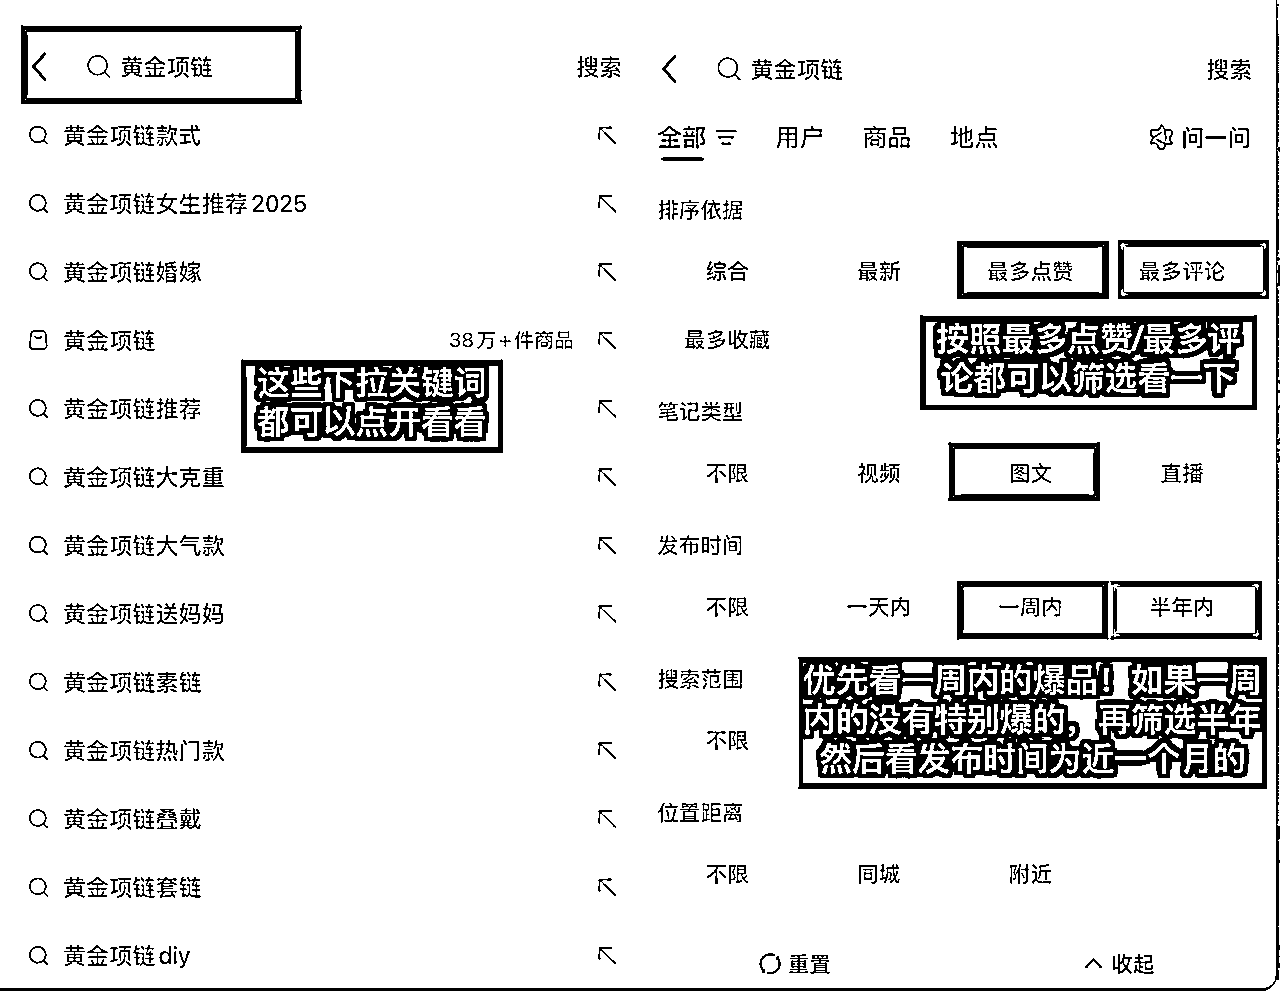 黄金项链
搜索
黄金项链款式
黄金项链女生推荐2025
黄金项链婚嫁
黄金项链
38万+件商品
这些下拉关键词
都可以点开看看
黄金项链推荐
黄金项链大克重
黄金项链大气款
黄金项链送妈妈
黄金项链素链
黄金项链热门款
黄金项链叠戴
黄金项链套链
黄金项链diy
黄金项链
搜索
全部
用户
商品
地点
问一问
排序依据
综合
最新
最多点赞
最多评论
最多收藏
按照最多点赞/最多评
论都可以筛选看一下
笔记类型
不限
视频
图文
直播
发布时间
不限
一天内
一周内
半年内
搜索范围
不限
优先看一周内的爆品！如果一周
内的没有特别爆的，再筛选半年
然后看发布时间为近一个月的
位置距离
不限
同城
附近
重置
收起